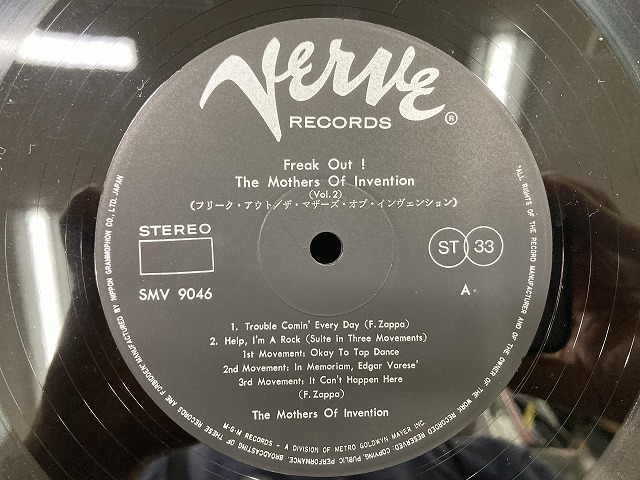 Verve
RECORDS ®
Freak Out !
The Mothers Of Invention
(Vol. 2)
(フリーク・アウト/ザ・マザーズ・オブ・インヴェンション)
STEREO
ST 33
SMV 9046
A
1. Trouble Comin' Every Day (F. Zappa)
2. Help, I'm A Rock (Suite in Three Movements)
1st Movement: Okay To Tap Dance
2nd Movement: In Memoriam, Edgar Varese'
3rd Movement: It Can't Happen Here
(F. Zappa)
The Mothers Of Invention
M-G-M RECORDS – A DIVISION OF METRO GOLDWYN MAYER INC.
"ALL RIGHTS OF THE RECORD MANUFACTURER AND OF THE OWNER OF THE WORK RECORDED RESERVED. COPYING PUBLIC PERFORMANCE, BROADCASTING OF THESE RECORDS ARE FORBIDDEN" MANUFACTURED BY NIPPON GRAMMOPHON CO., LTD. JAPAN